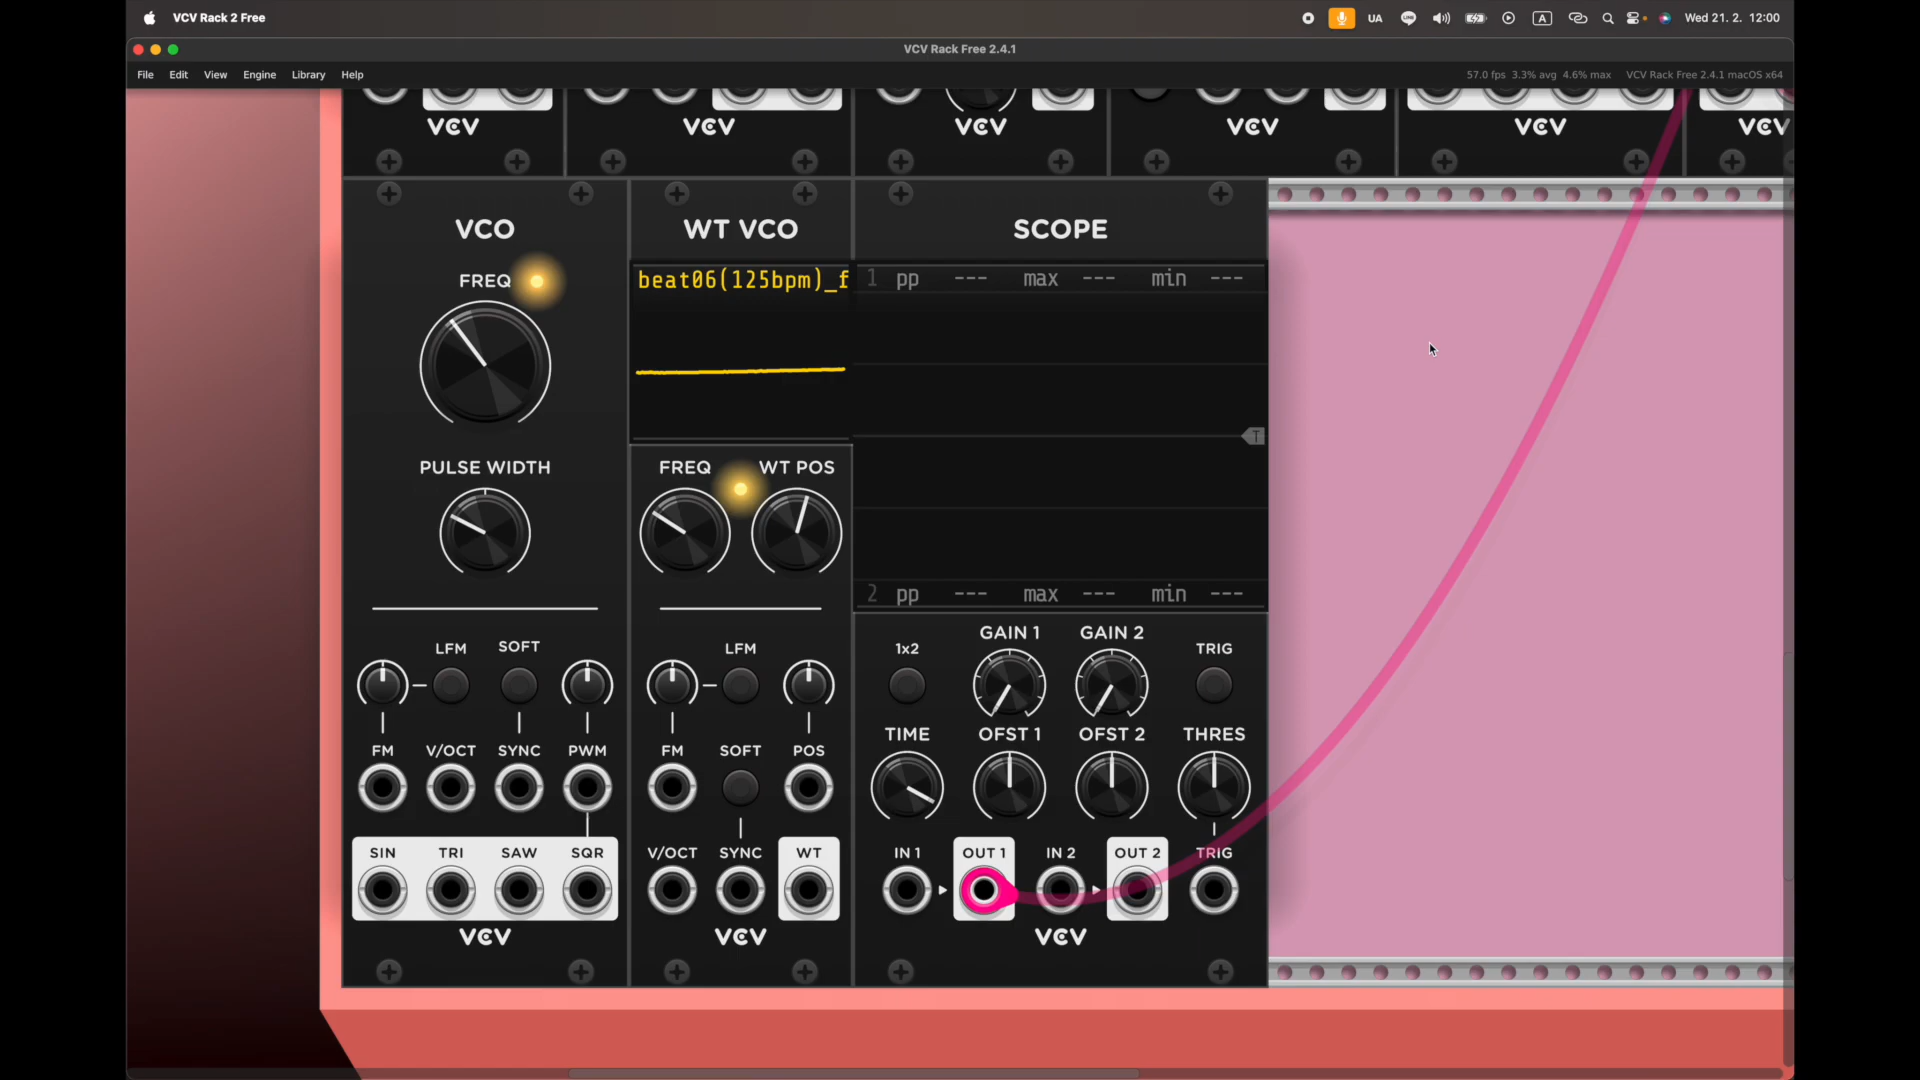 VCV Rack 2 Free
UA
A
Wed 21. 2. 12:00
VCV Rack Free 2.4.1
File Edit View Engine Library Help
57.0 fps 3.3% avg 4.6% max VCV Rack Free 2.4.1 macOS x64
VCV VCV VCV VCV VCV VCV
VCO
FREQ
PULSE WIDTH
LFM SOFT
FM V/OCT SYNC PWM
SIN TRI SAW SQR
VCV
WT VCO
beat06(125bpm)_f
FREQ WT POS
LFM
FM SOFT POS
V/OCT SYNC WT
VCV
SCOPE
1 pp --- max --- min ---
T
2 pp --- max --- min ---
1x2 GAIN 1 GAIN 2 TRIG
TIME OFST 1 OFST 2 THRES
IN 1 OUT 1 IN 2 OUT 2 TRIG
VCV